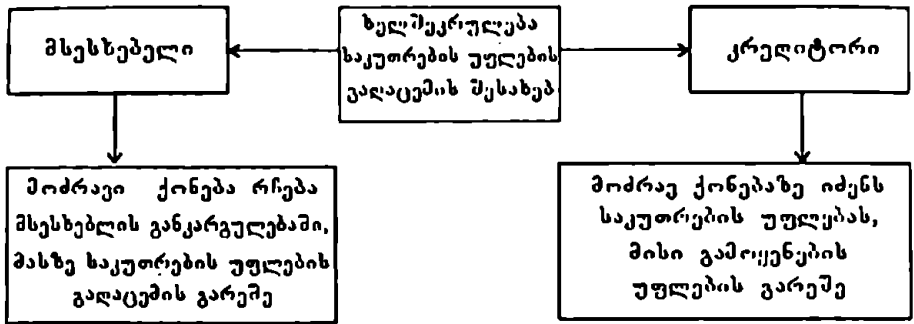 მსესხებელი
ხელშეკრულება
საკუთრების უფლების
გადაცემის შესახებ
კრედიტორი
მოძრავი ქონება რჩება
მსესხებლის განკარგულებაში,
მასზე საკუთრების უფლების
გადაცემის გარეშე
მოძრავ ქონებაზე იძენს
საკუთრების უფლებას,
მისი გამოყენების
უფლების გარეშე